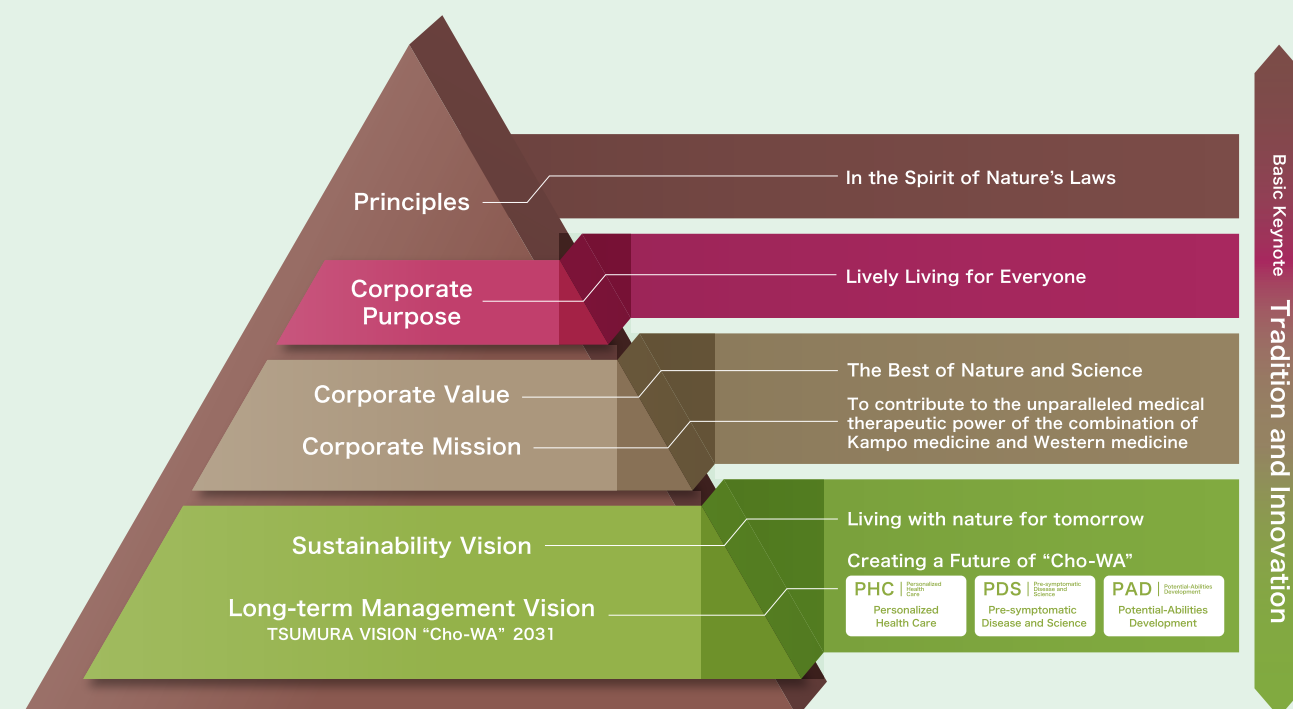 Principles
In the Spirit of Nature’s Laws
Corporate
Purpose
Lively Living for Everyone
Corporate Value
The Best of Nature and Science
Corporate Mission
To contribute to the unparalleled medical
therapeutic power of the combination of
Kampo medicine and Western medicine
Sustainability Vision
Living with nature for tomorrow
Long-term Management Vision
TSUMURA VISION “Cho-WA” 2031
Creating a Future of “Cho-WA”
PHC
Personalized
Health
Care
Personalized
Health Care
PDS
Pre-symptomatic
Disease and
Science
Pre-symptomatic
Disease and Science
PAD
Potential-Abilities
Development
Potential-Abilities
Development
Basic Keynote Tradition and Innovation